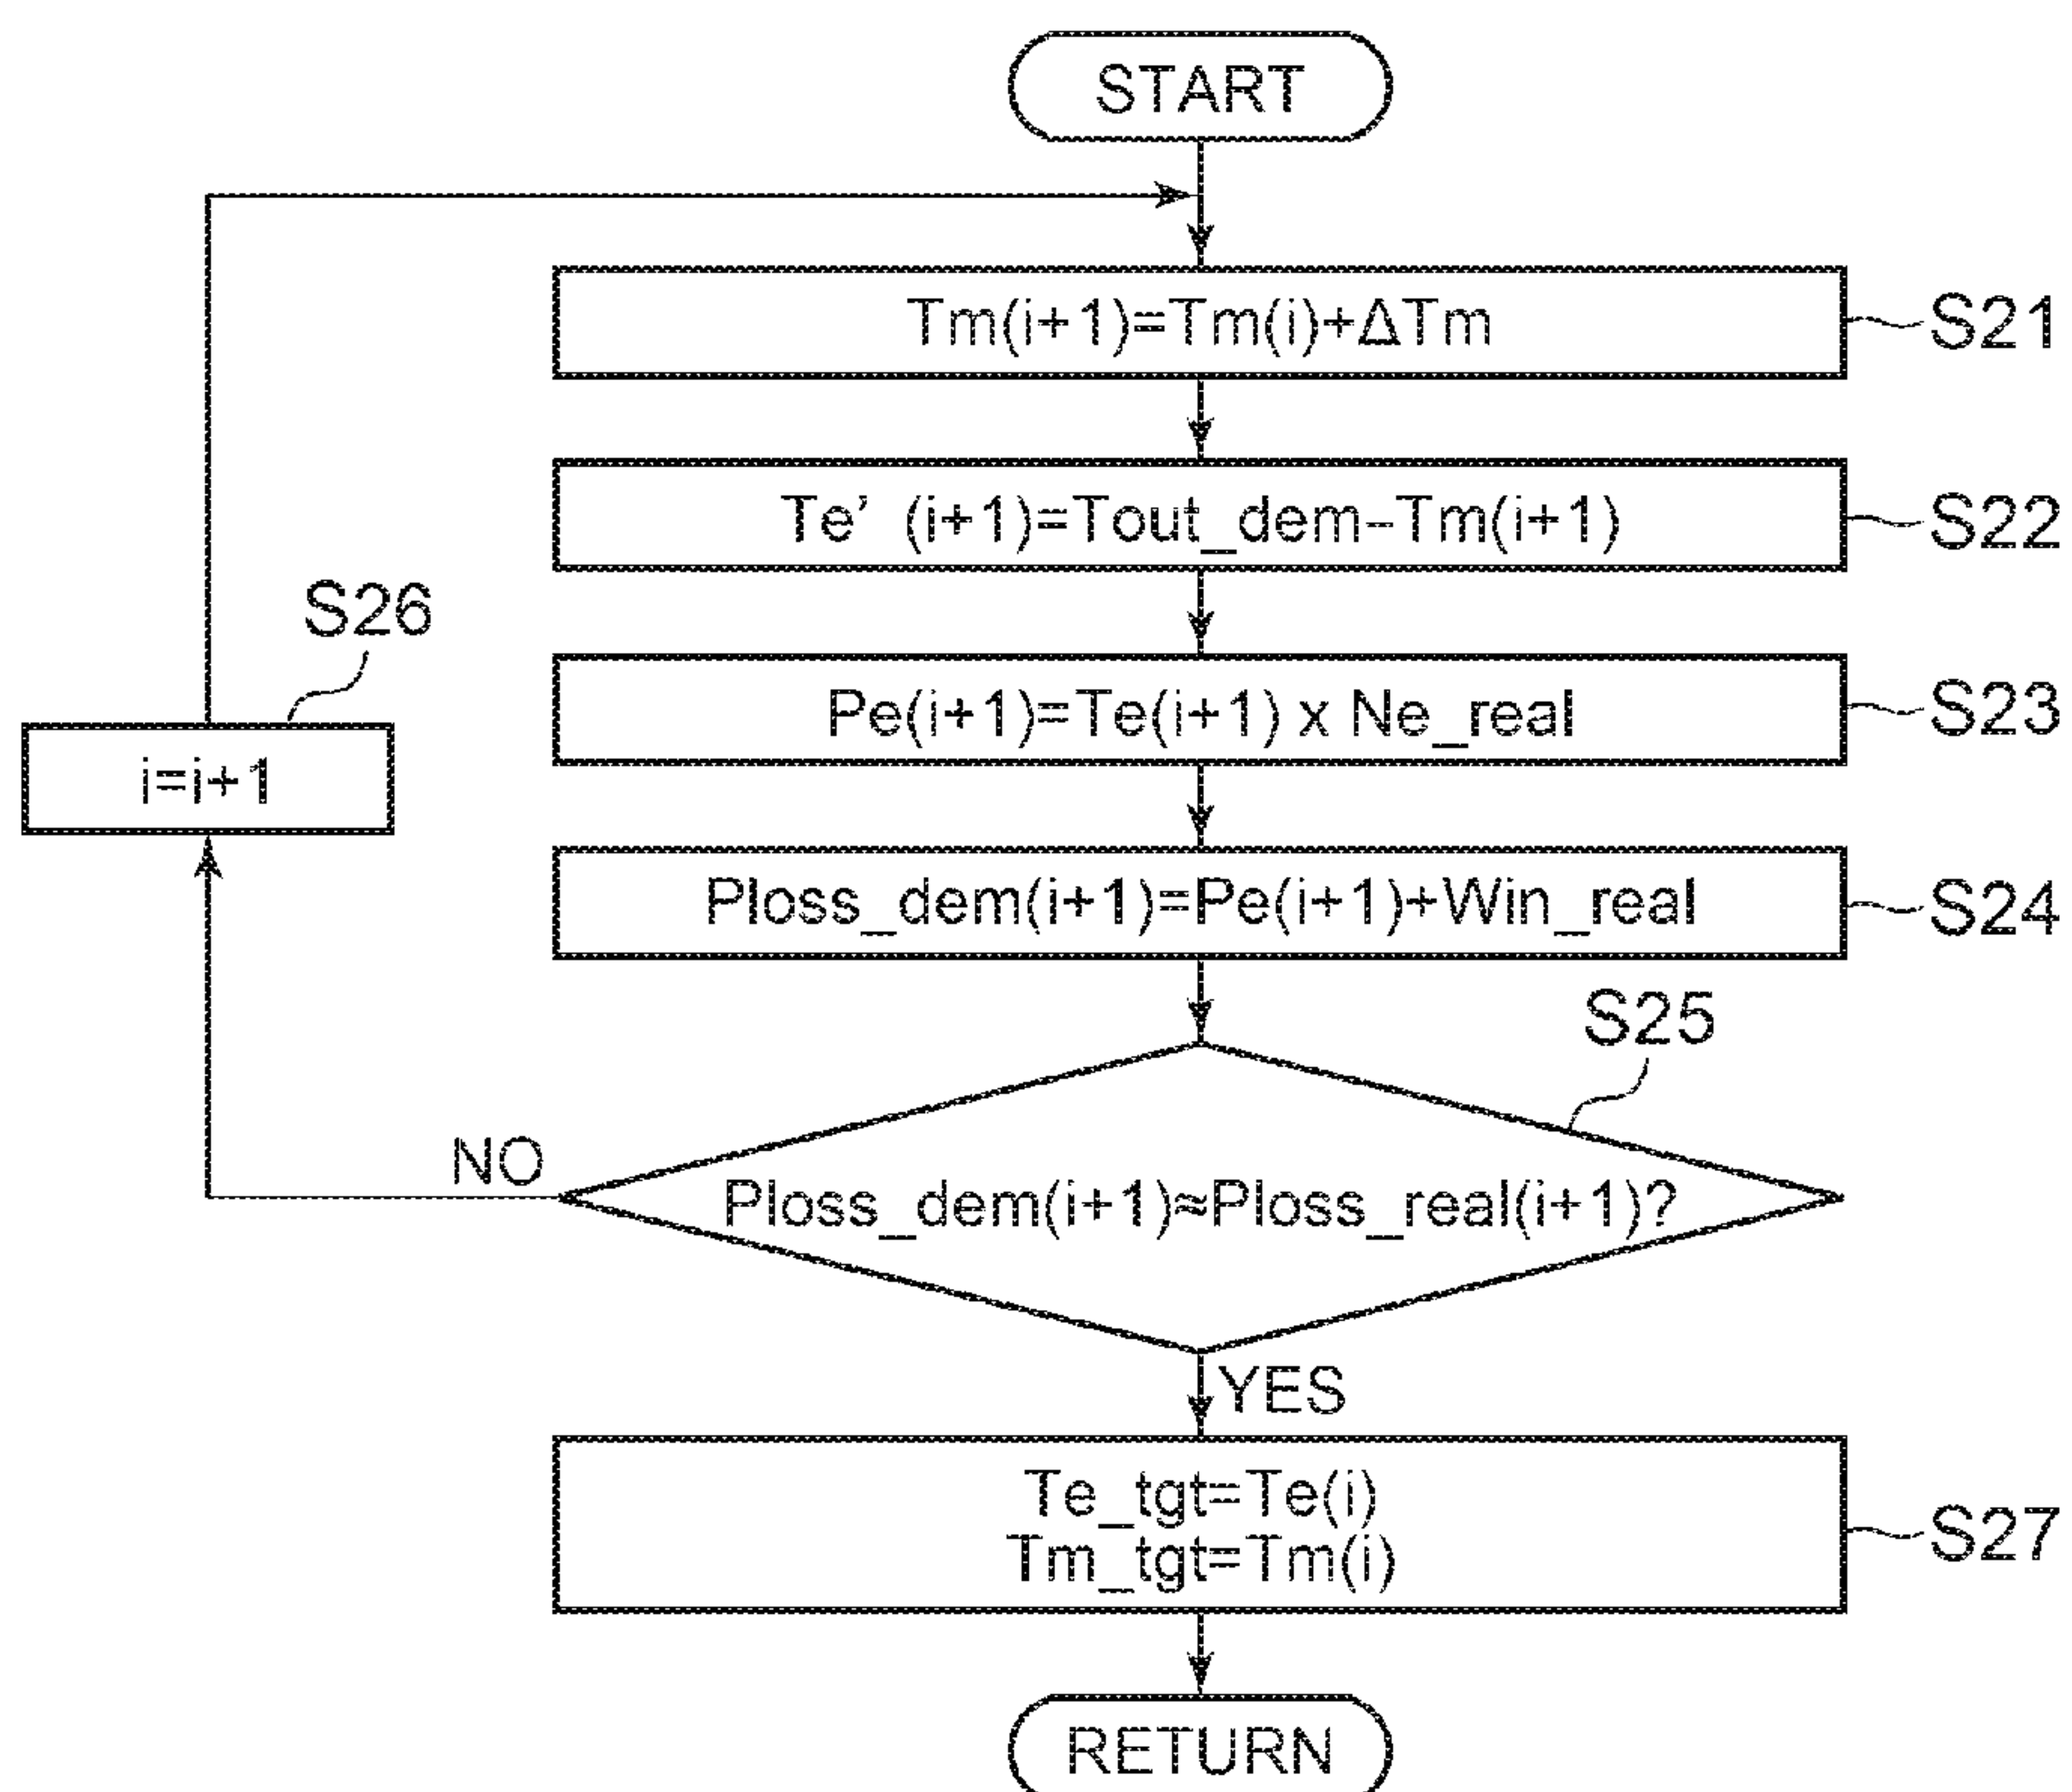 START
Tm(i+1)=Tm(i)+ΔTm
S21
Te’ (i+1)=Tout_dem–Tm(i+1)
S22
S26
Pe(i+1)=Te(i+1) x Ne_real
S23
i=i+1
Ploss_dem(i+1)=Pe(i+1)+Win_real
S24
S25
NO
Ploss_dem(i+1)≈Ploss_real(i+1)?
YES
Te_tgt=Te(i)
Tm_tgt=Tm(i)
S27
RETURN